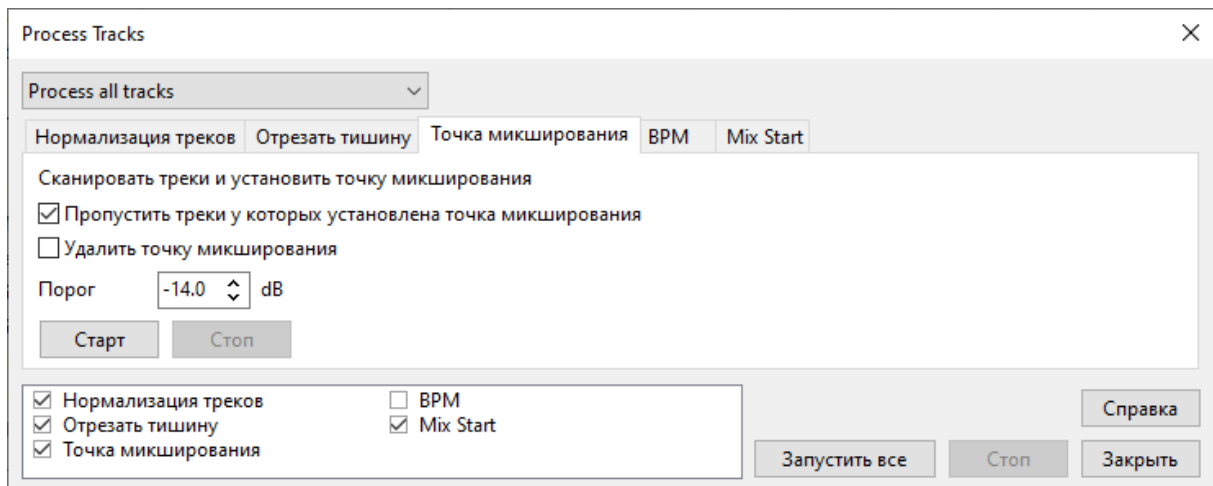 Process Tracks
Process all tracks
Нормализация треков Отрезать тишину Точка микширования BPM Mix Start
Сканировать треки и установить точку микширования
Пропустить треки у которых установлена точка микширования
Удалить точку микширования
Порог -14.0 dB
Старт Стоп
Нормализация треков BPM
Отрезать тишину Mix Start
Точка микширования
Справка
Запустить все Стоп Закрыть